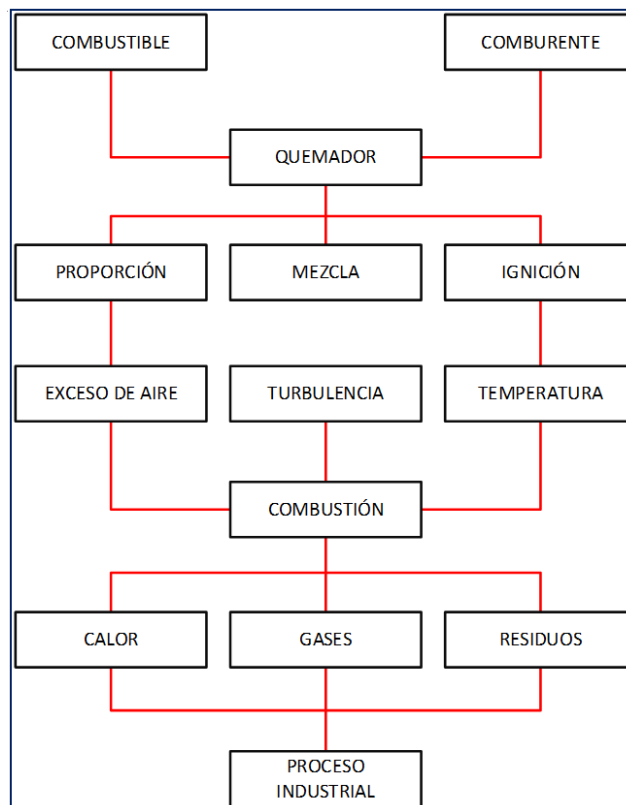 COMBUSTIBLE
COMBURENTE
QUEMADOR
PROPORCIÓN
MEZCLA
IGNICIÓN
EXCESO DE AIRE
TURBULENCIA
TEMPERATURA
COMBUSTIÓN
CALOR
GASES
RESIDUOS
PROCESO
INDUSTRIAL